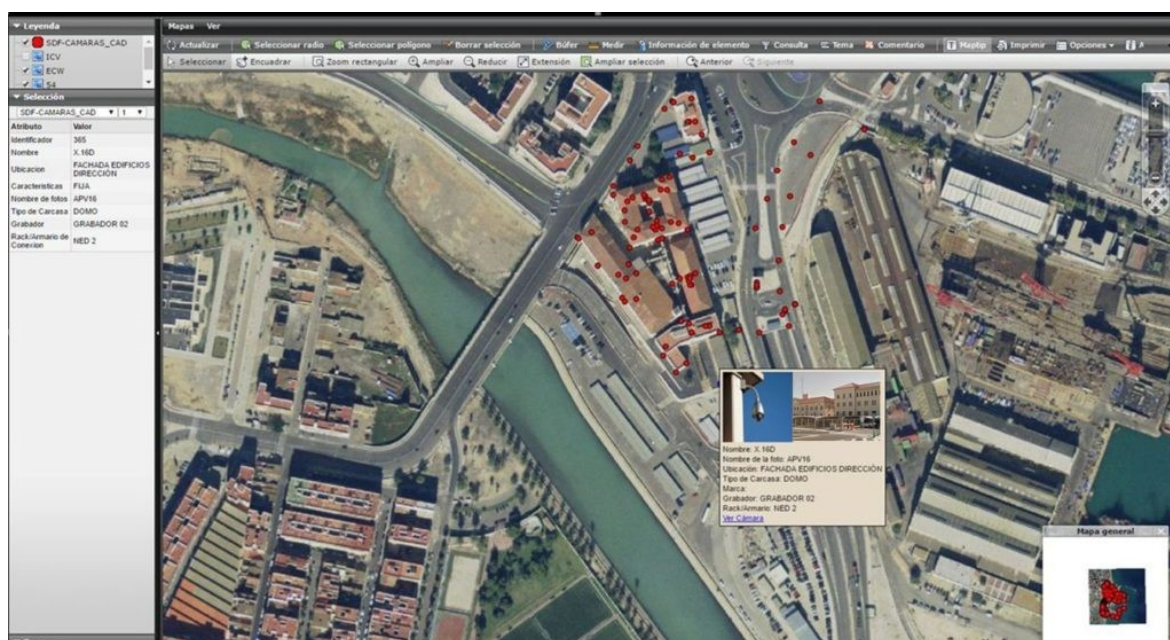 Leyenda
SDF-CAMARAS_CAD
ICV
ECW
S4
Selección
SDF-CAMARAS_CAD 1
Atributo Valor
Identificador 365
Nombre X.16D
Ubicacion FACHADA EDIFICIOS
DIRECCIÓN
Características FIJA
Nombre de fotos APV16
Tipo de Carcasa DOMO
Grabador GRABADOR 02
Rack/Armario de
Conexion NED 2
Mapas Ver
Actualizar Seleccionar radio Seleccionar polígono Borrar selección Búfer Medir Información de elemento Consulta Tema Comentario Maptip Imprimir Opciones
Seleccionar Encuadrar Zoom rectangular Ampliar Reducir Extensión Ampliar selección Anterior Siguiente
Nombre: X.16D
Nombre de la foto: APV16
Ubicación: FACHADA EDIFICIOS DIRECCIÓN
Tipo de Carcasa: DOMO
Marca:
Grabador: GRABADOR 02
Rack/Armario: NED 2
Ver Cámara
Mapa general